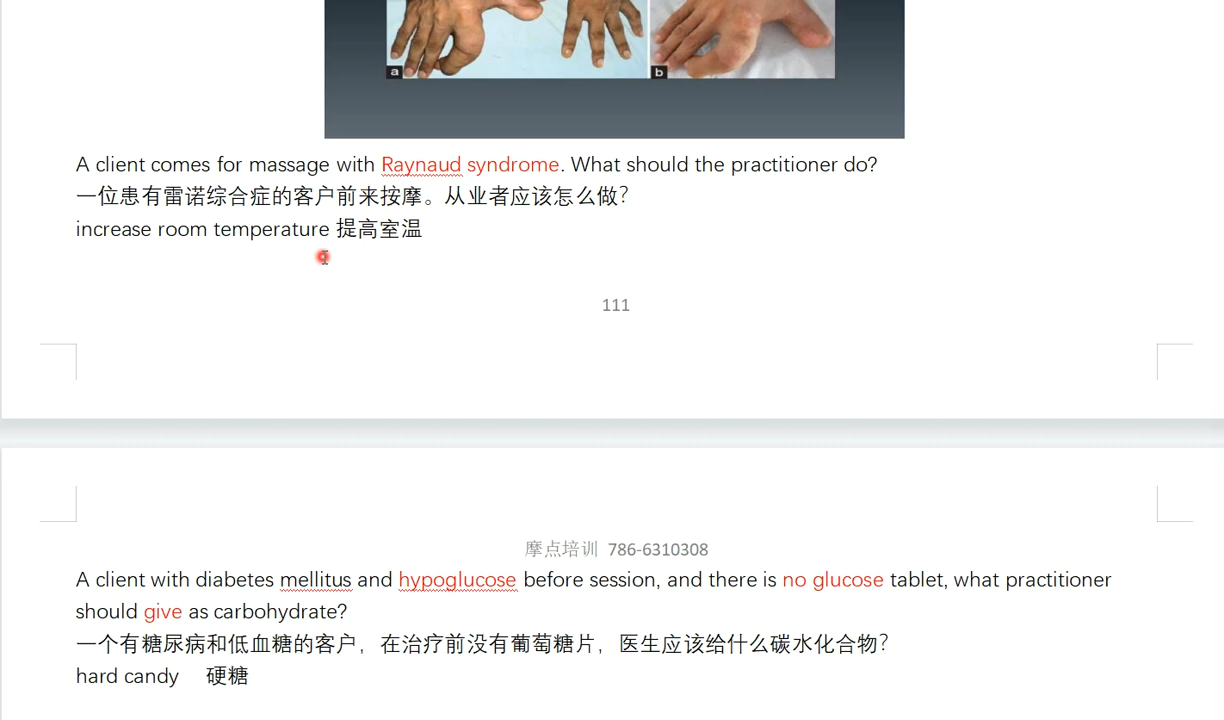 a
b
A client comes for massage with Raynaud syndrome. What should the practitioner do?
一位患有雷诺综合症的客户前来按摩。从业者应该怎么做？
increase room temperature 提高室温
111
摩点培训 786-6310308
A client with diabetes mellitus and hypoglucose before session, and there is no glucose tablet, what practitioner
should give as carbohydrate?
一个有糖尿病和低血糖的客户，在治疗前没有葡萄糖片，医生应该给什么碳水化合物？
hard candy 硬糖